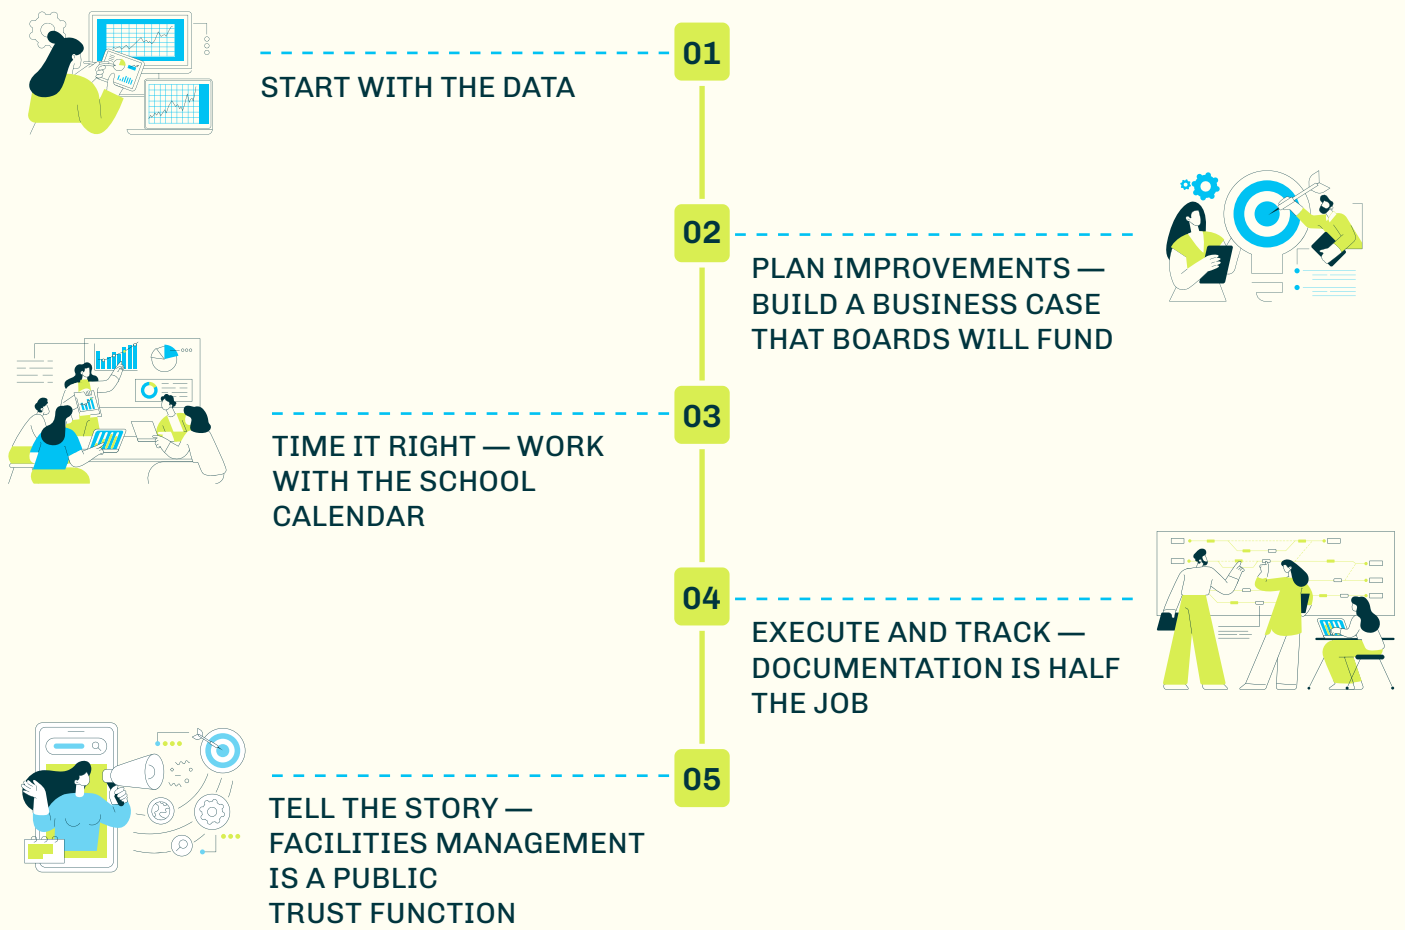 01
START WITH THE DATA
02
PLAN IMPROVEMENTS —
BUILD A BUSINESS CASE
THAT BOARDS WILL FUND
03
TIME IT RIGHT — WORK
WITH THE SCHOOL
CALENDAR
04
EXECUTE AND TRACK —
DOCUMENTATION IS HALF
THE JOB
05
TELL THE STORY —
FACILITIES MANAGEMENT
IS A PUBLIC
TRUST FUNCTION